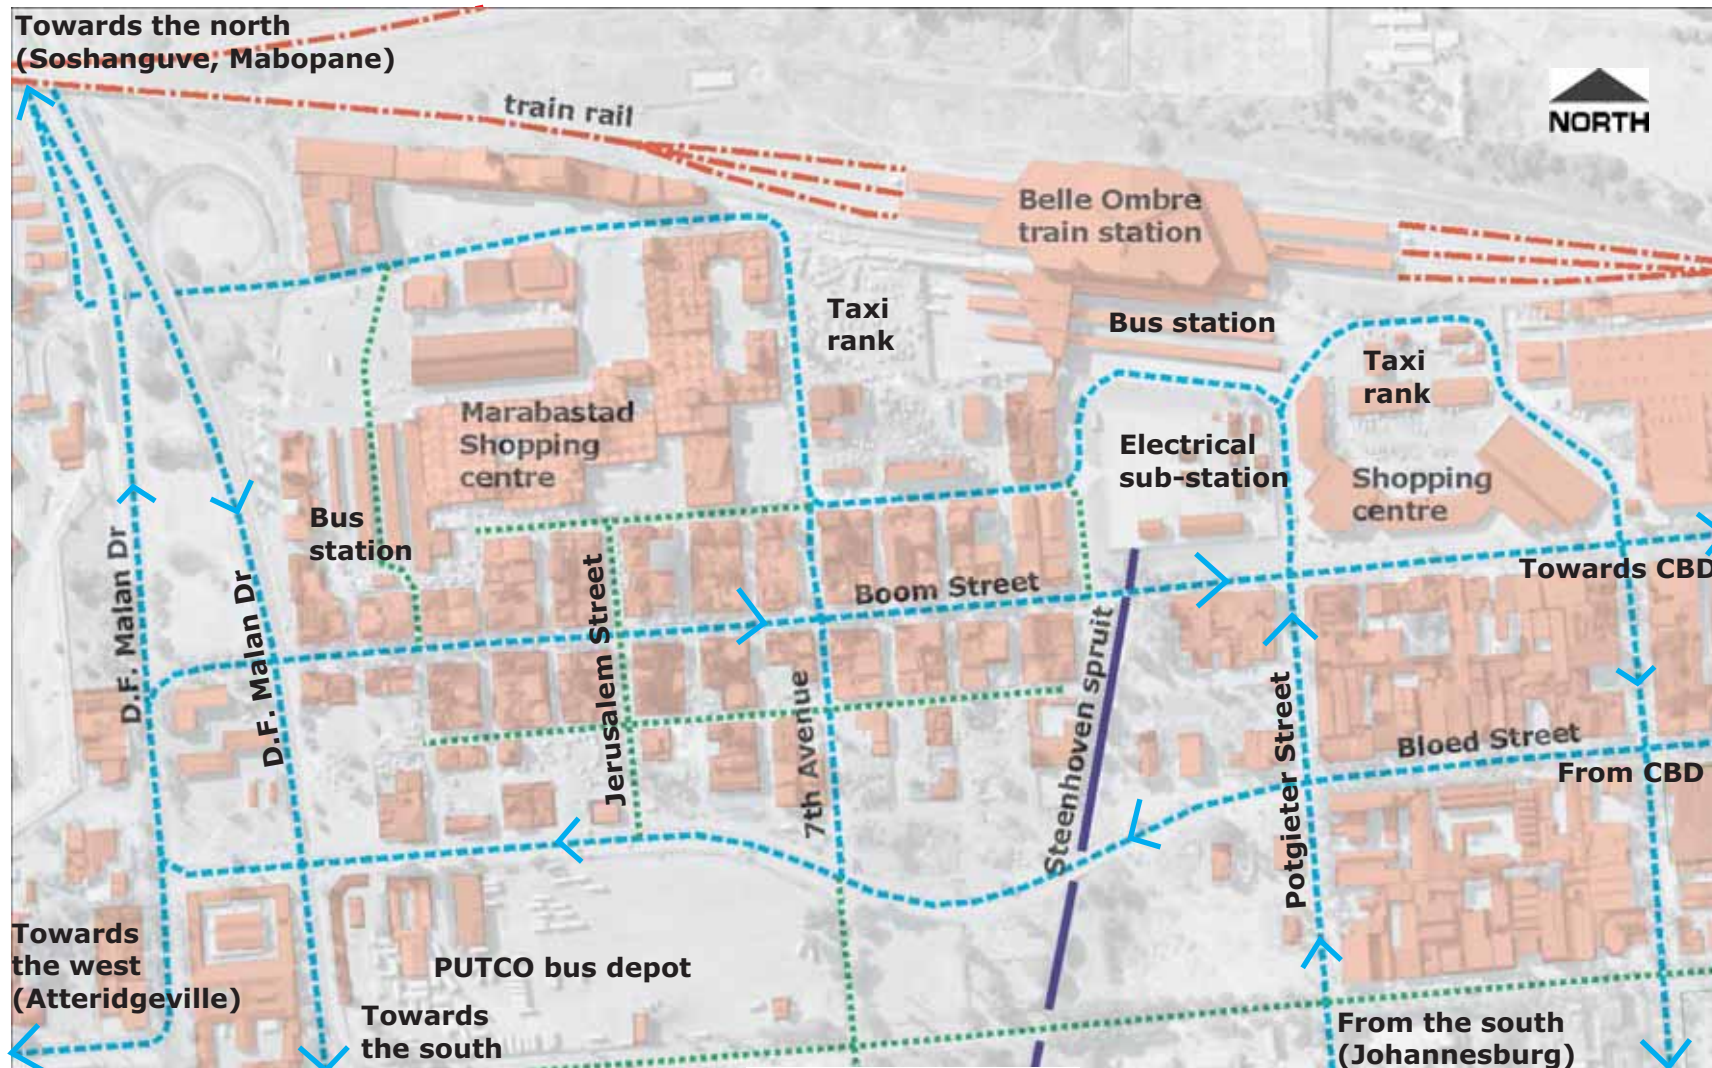 Towards the north
(Soshanguve, Mabopane)
train rail
NORTH
Belle Ombre
train station
Taxi
rank
Bus station
Taxi
rank
Marabastad
Shopping
centre
Electrical
sub-station
Shopping
centre
Bus
station
D.F. Malan Dr
D.F. Malan Dr
Jerusalem Street
Boom Street
Towards CBD
7th Avenue
Steenhoven spruit
Potgieter Street
Bloed Street
From CBD
Towards
the west
(Atteridgeville)
PUTCO bus depot
Towards
the south
From the south
(Johannesburg)